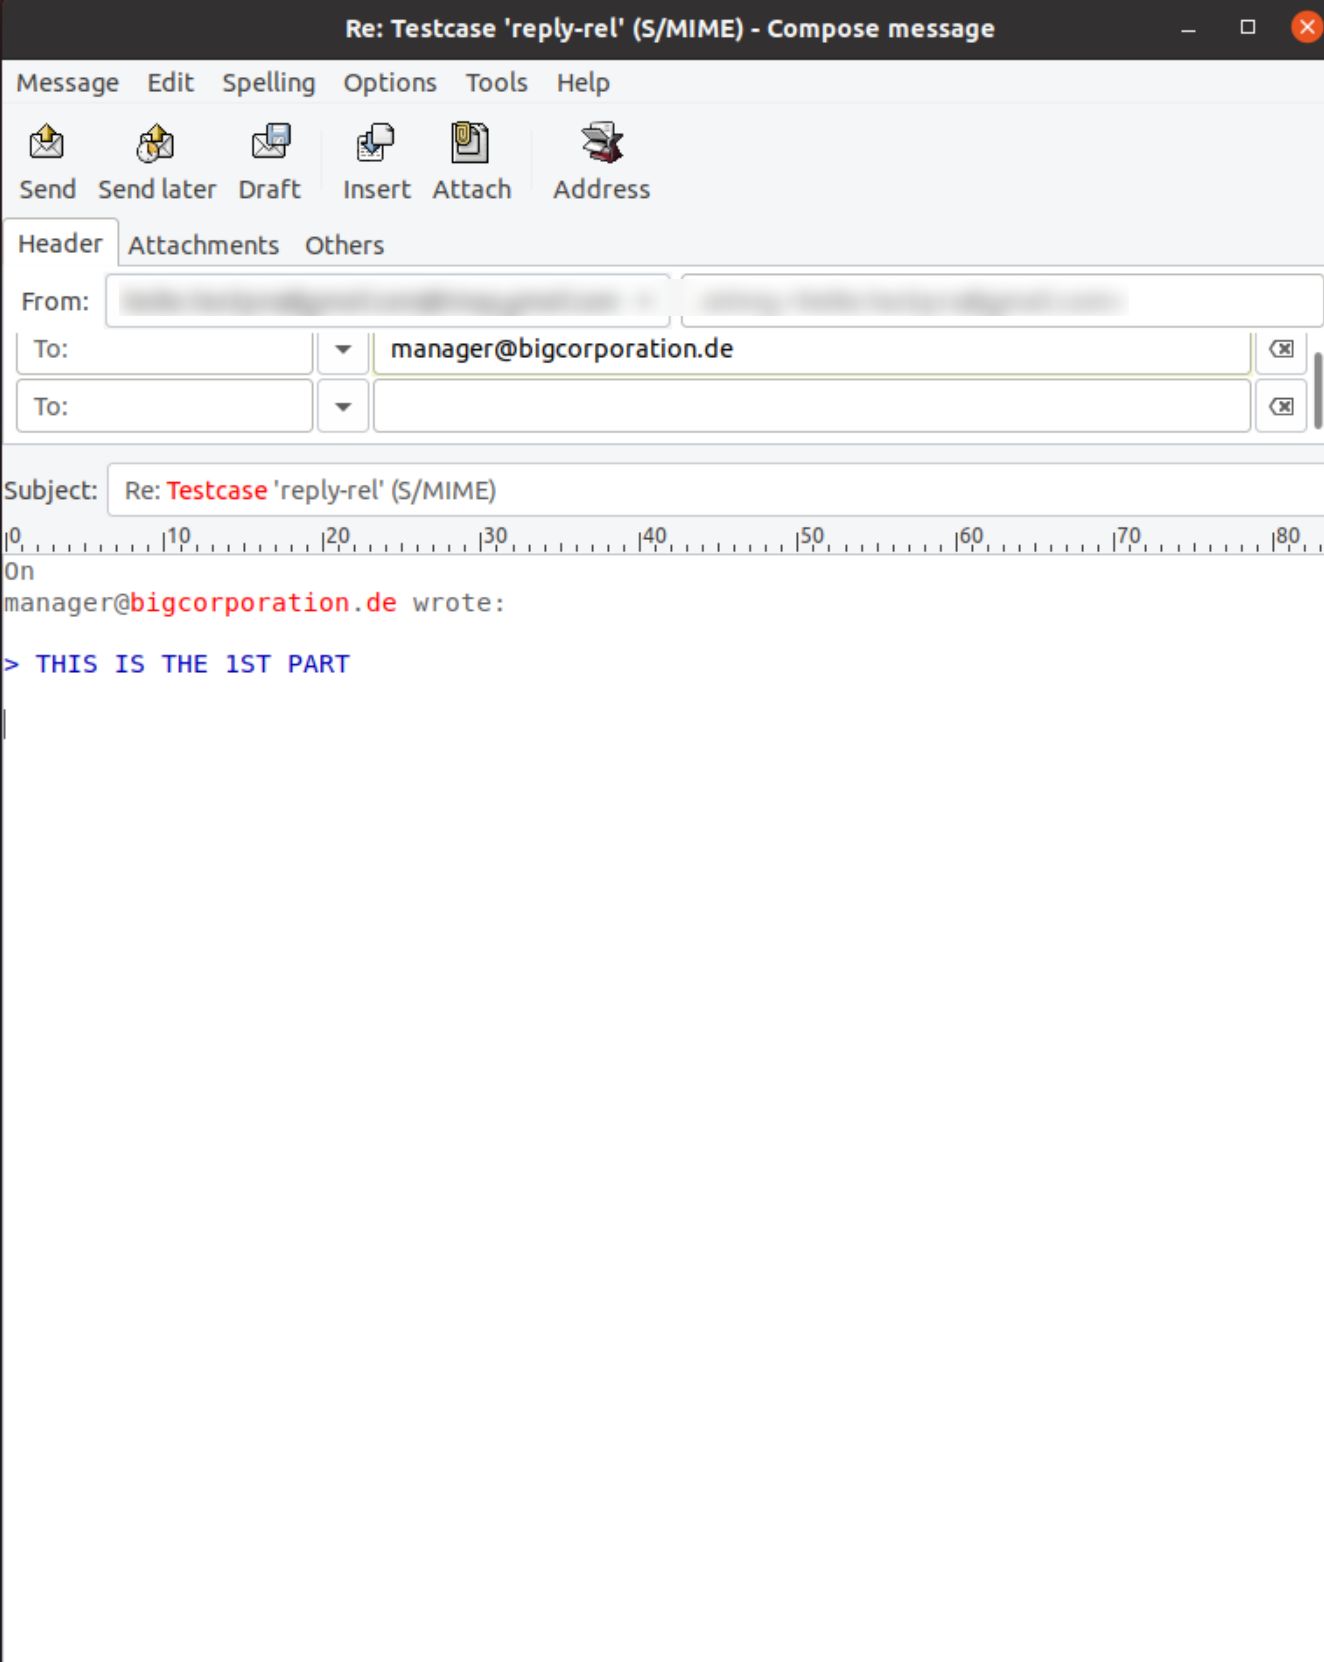 Re: Testcase 'reply-rel' (S/MIME) - Compose message
Message Edit Spelling Options Tools Help
Send Send later Draft Insert Attach Address
Header Attachments Others
From:
To: manager@bigcorporation.de
To:
Subject: Re: Testcase 'reply-rel' (S/MIME)
0 10 20 30 40 50 60 70 80
On
manager@bigcorporation.de wrote:
> THIS IS THE 1ST PART